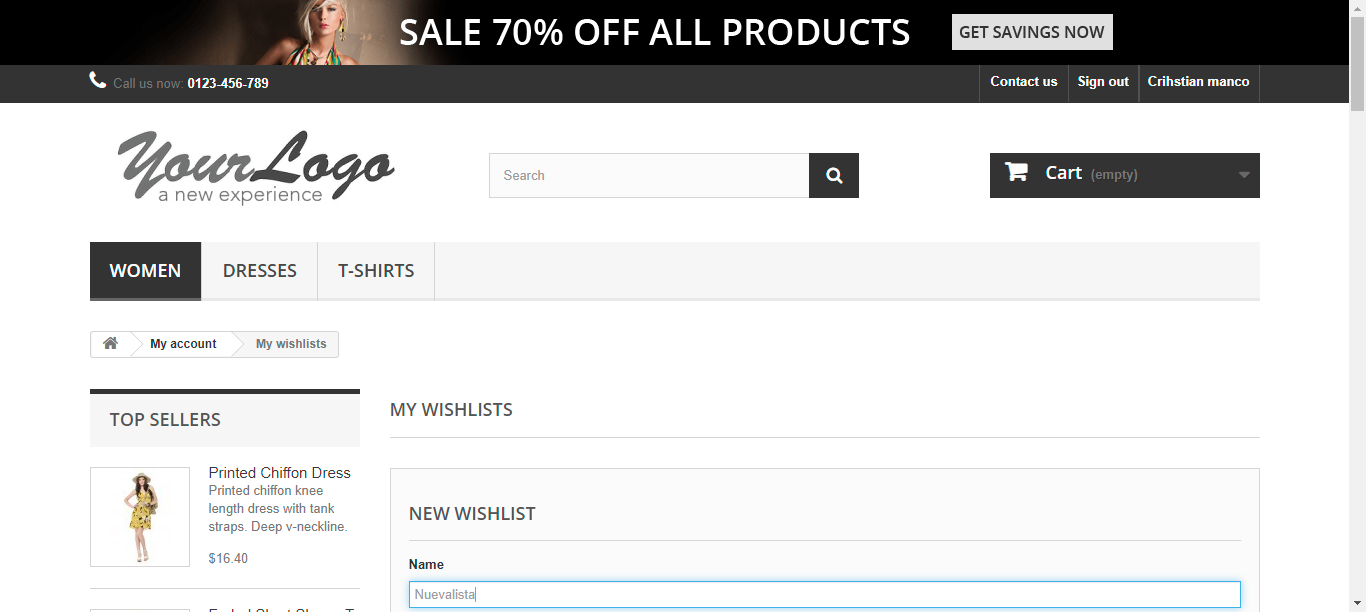 SALE 70% OFF ALL PRODUCTS
GET SAVINGS NOW
Call us now: 0123-456-789
Contact us
Sign out
Crihstian manco
YourLogo
a new experience
Search
Cart (empty)
WOMEN
DRESSES
T-SHIRTS
My account
My wishlists
TOP SELLERS
Printed Chiffon Dress
Printed chiffon knee
length dress with tank
straps. Deep v-neckline.
$16.40
MY WISHLISTS
NEW WISHLIST
Name
Nuevalista